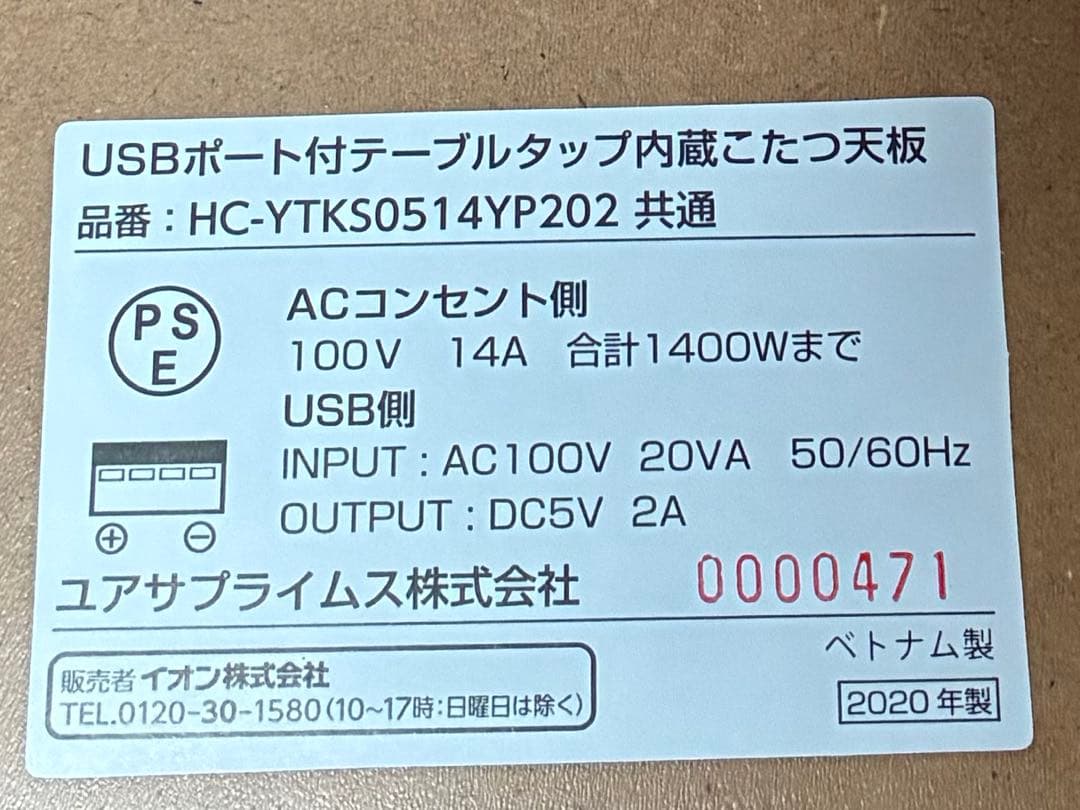 USBポート付テーブルタップ内蔵こたつ天板
品番：HC-YTKS0514YP202 共通
PSE
ACコンセント側
100V 14A 合計1400Wまで
USB側
INPUT：AC100V 20VA 50/60Hz
OUTPUT：DC5V 2A
⊕ ⊖
ユアサプライムス株式会社 0000471
ベトナム製
販売者 イオン株式会社
TEL.0120-30-1580(10〜17時:日曜日は除く)
2020年製